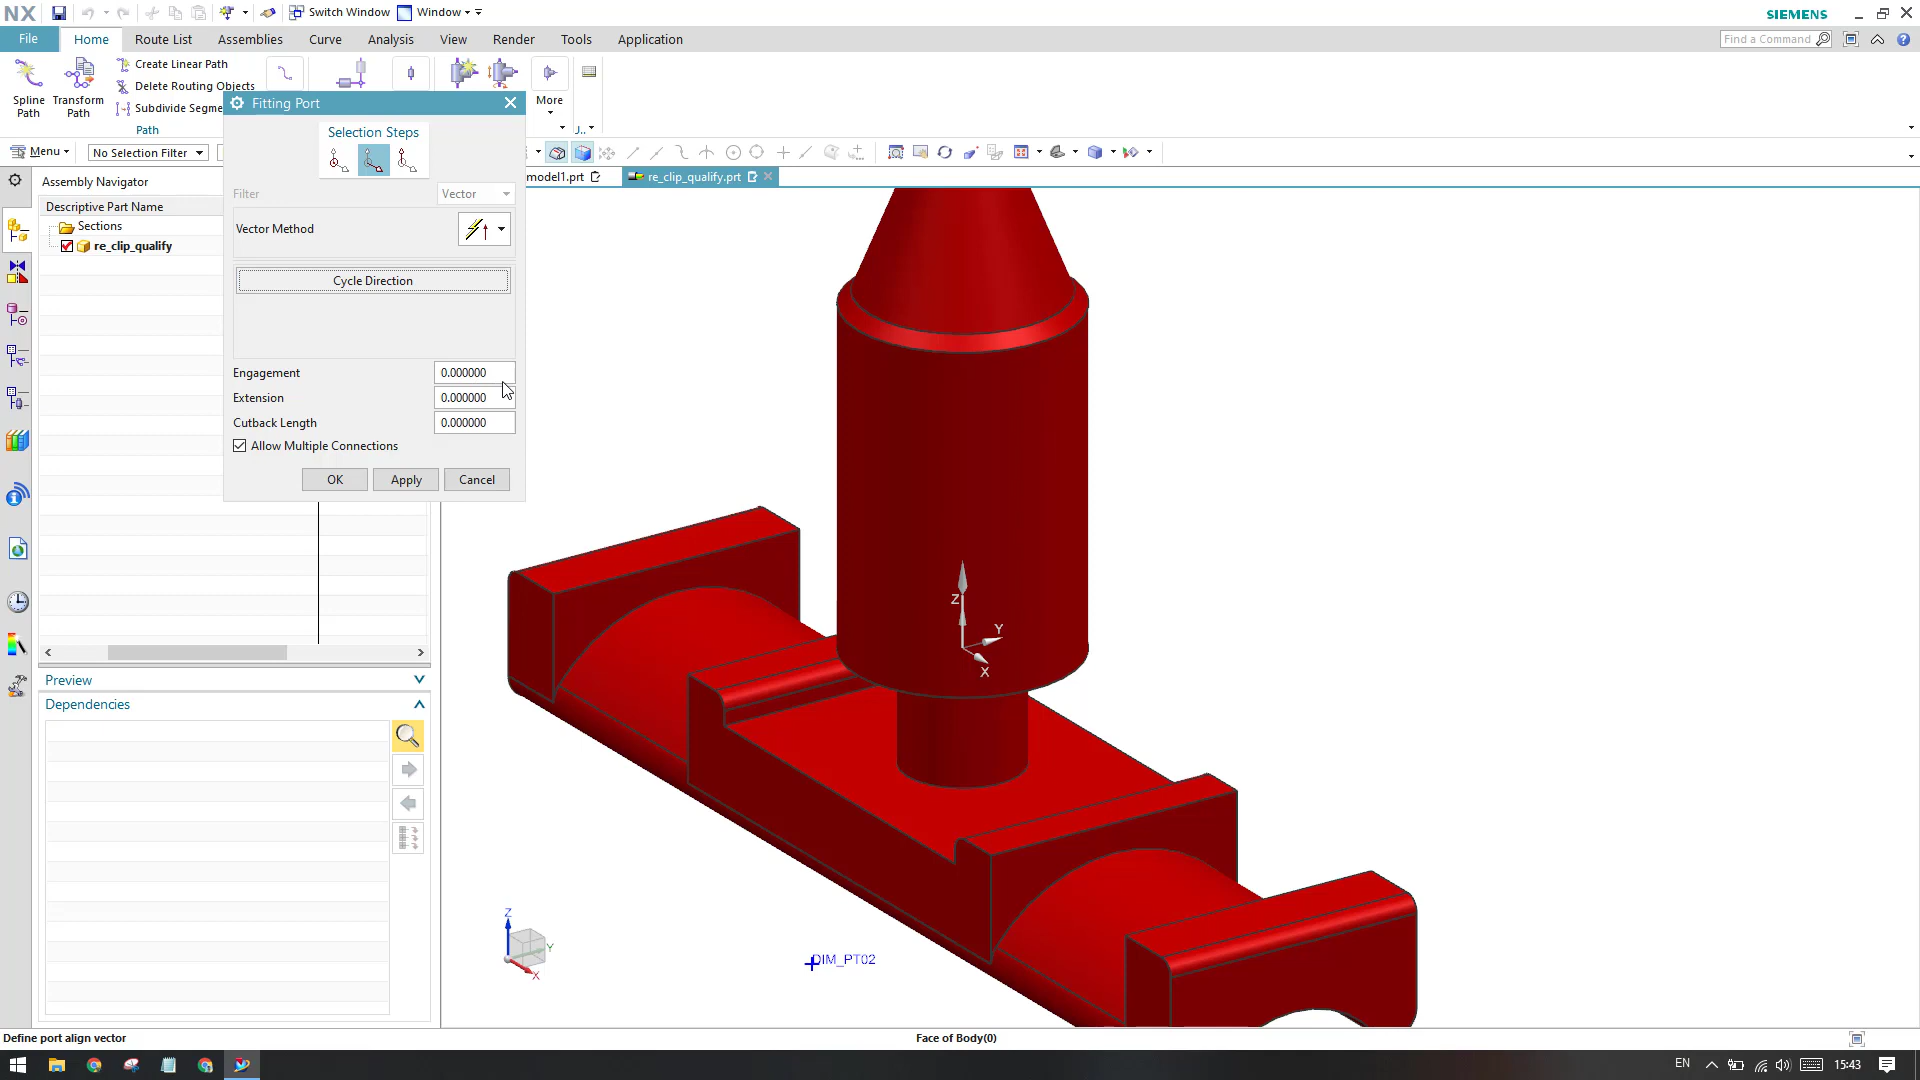 NX
Switch Window
Window
SIEMENS
File
Home
Route List
Assemblies
Curve
Analysis
View
Render
Tools
Application
Find a Command
Spline Path
Transform Path
Create Linear Path
Delete Routing Objects
Subdivide Segme
Path
More
J..
Menu
No Selection Filter
Fitting Port
Selection Steps
Filter
Vector
Vector Method
Cycle Direction
Engagement 0.000000
Extension 0.000000
Cutback Length 0.000000
Allow Multiple Connections
OK
Apply
Cancel
Assembly Navigator
Descriptive Part Name
Sections
re_clip_qualify
Preview
Dependencies
model1.prt
re_clip_qualify.prt
Z
Y
X
Z
Y
X
DIM_PT02
Define port align vector
Face of Body(0)
EN
15:43